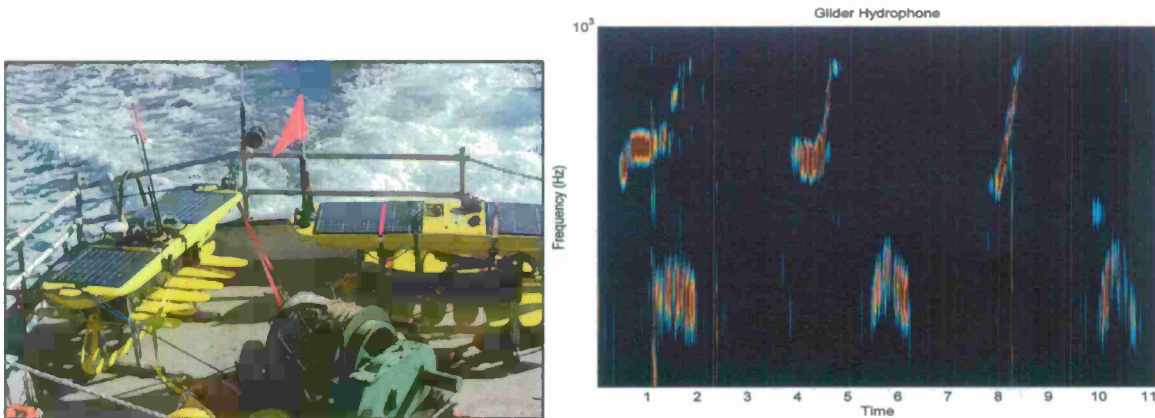 Glider Hydrophone
10³
Frequency (Hz)
1 2 3 4 5 6 7 8 9 10 11
Time